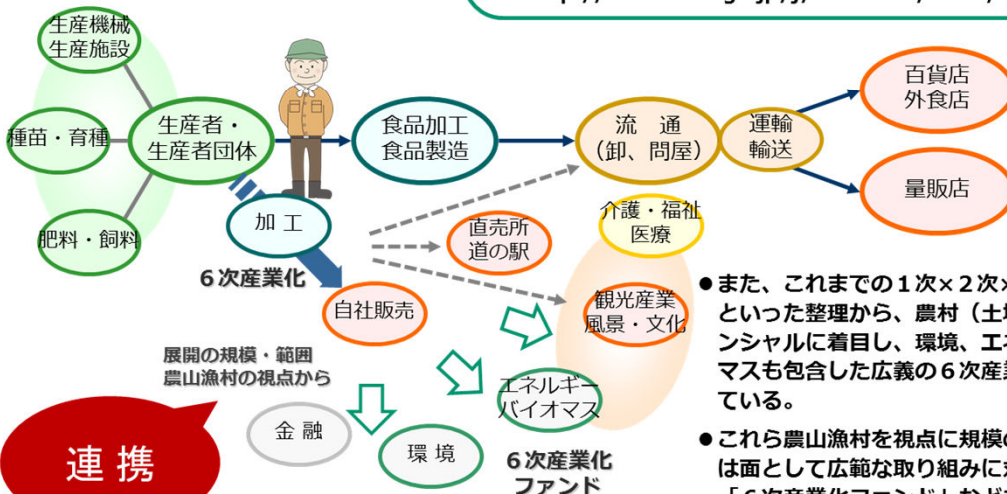 生産機械
生産施設
種苗・育種
肥料・飼料
生産者・
生産者団体
食品加工
食品製造
流　通
（卸、問屋）
運輸
輸送
百貨店
外食店
量販店
加 工
6次産業化
自社販売
直売所
道の駅
介護・福祉
医療
観光産業
風景・文化
エネルギー
バイオマス
6次産業化
ファンド
展開の規模・範囲
農山漁村の視点から
金 融
環 境
連 携
●また、これまでの１次×２次×
といった整理から、農村（土
ンシャルに着目し、環境、エネ
マスも包含した広義の６次産業
ている。
●これら農山漁村を視点に規模の
は面として広範な取り組みに